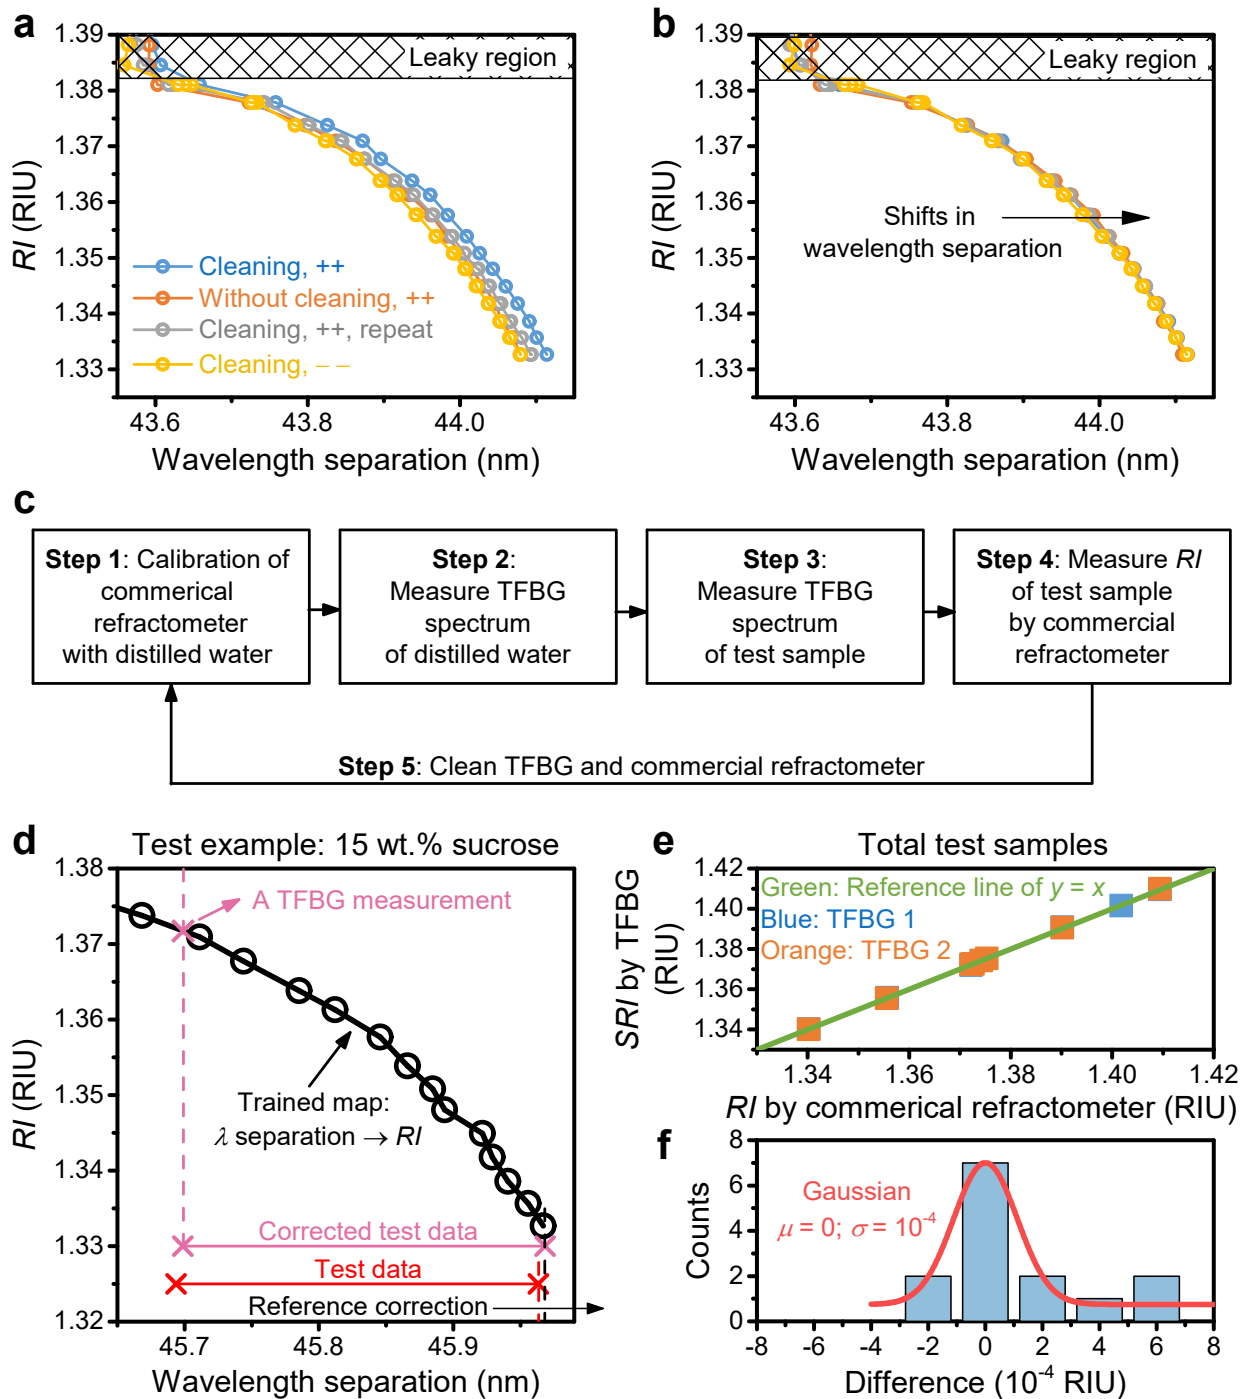 a
1.39
1.38
1.37
1.36
1.35
1.34
1.33
RI (RIU)
Leaky region
Cleaning, ++
Without cleaning, ++
Cleaning, ++, repeat
Cleaning, – –
43.6 43.8 44.0
Wavelength separation (nm)
b
1.39
1.38
1.37
1.36
1.35
1.34
1.33
RI (RIU)
Leaky region
Shifts in
wavelength separation
43.6 43.8 44.0
Wavelength separation (nm)
c
Step 1: Calibration of
commerical
refractometer
with distilled water
Step 2:
Measure TFBG
spectrum
of distilled water
Step 3:
Measure TFBG
spectrum
of test sample
Step 4: Measure RI
of test sample
by commercial
refractometer
Step 5: Clean TFBG and commercial refractometer
d
Test example: 15 wt.% sucrose
1.38
1.37
1.36
1.35
1.34
1.33
1.32
RI (RIU)
A TFBG measurement
Trained map:
λ separation → RI
Corrected test data
Test data
Reference correction
45.7 45.8 45.9
Wavelength separation (nm)
e
Total test samples
1.42
1.40
1.38
1.36
1.34
SRI by TFBG
(RIU)
Green: Reference line of y = x
Blue: TFBG 1
Orange: TFBG 2
1.34 1.36 1.38 1.40 1.42
RI by commerical refractometer (RIU)
f
8
6
4
2
0
Counts
Gaussian
μ = 0; σ = 10⁻⁴
-8 -6 -4 -2 0 2 4 6 8
Difference (10⁻⁴ RIU)